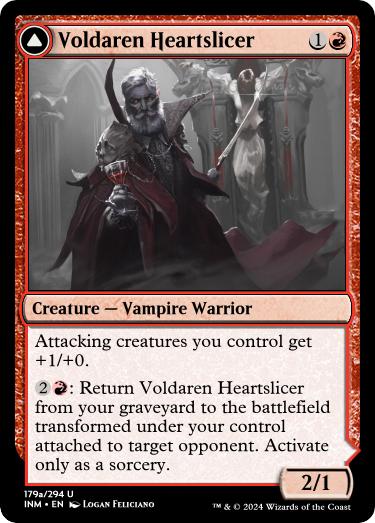 Voldaren Heartslicer 1
Creature — Vampire Warrior
Attacking creatures you control get
+1/+0.
2 : Return Voldaren Heartslicer
from your graveyard to the battlefield
transformed under your control
attached to target opponent. Activate
only as a sorcery.
2/1
179a/294 U
INM • EN Logan Feliciano
™ & © 2024 Wizards of the Coast